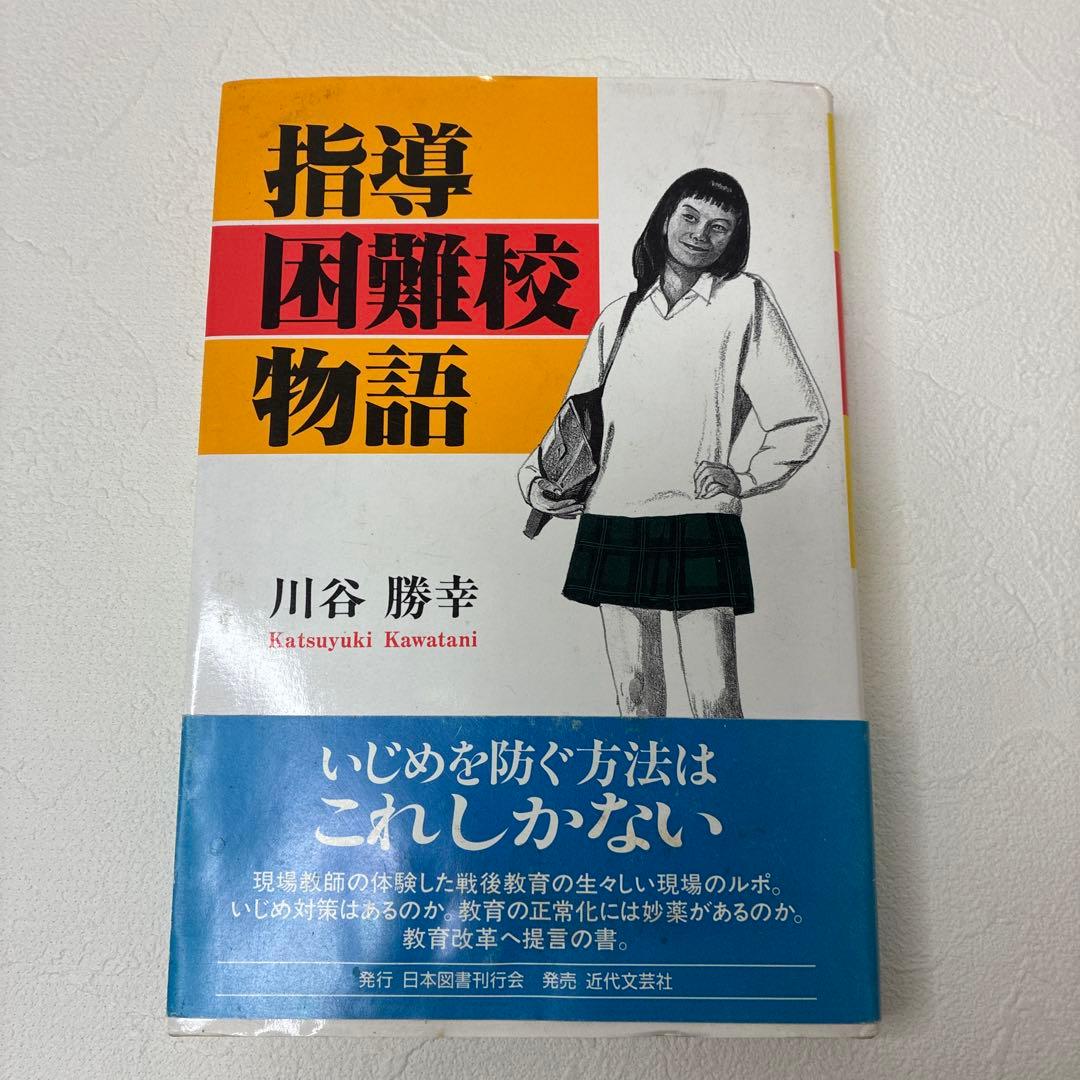 指導
困難校
物語
川谷 勝幸
Katsuyuki Kawatani
いじめを防ぐ方法は
これしかない
現場教師の体験した戦後教育の生々しい現場のルポ。
いじめ対策はあるのか。教育の正常化には妙薬があるのか。
教育改革へ提言の書。
発行 日本図書刊行会 発売 近代文芸社